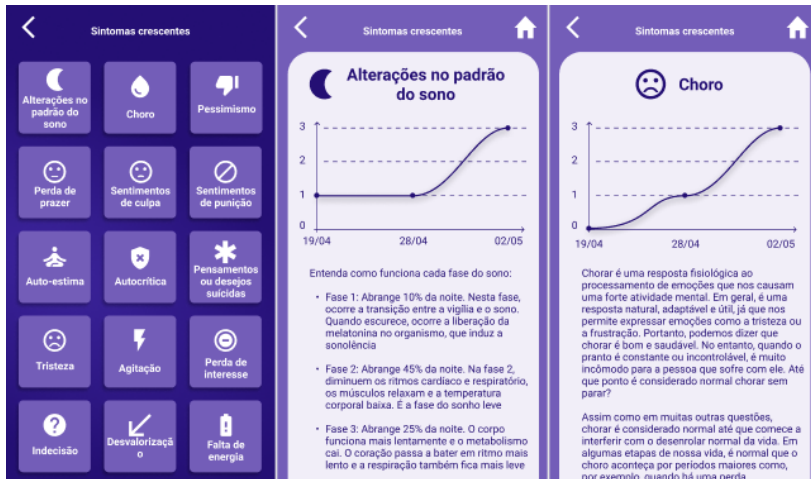 Sintomas crescentes
Alterações no
padrão do
sono
Choro
Pessimismo
Perda de
prazer
Sentimentos
de culpa
Sentimentos
de punição
Auto-estima
Autocrítica
Pensamentos
ou desejos
suícidas
Tristeza
Agitação
Perda de
interesse
Indecisão
Desvalorizaçã
o
Falta de
energia
Sintomas crescentes
Alterações no padrão
do sono
3
2
1
0
19/04
28/04
02/05
Entenda como funciona cada fase do sono:
• Fase 1: Abrange 10% da noite. Nesta fase,
ocorre a transição entre a vigília e o sono.
Quando escurece, ocorre a liberação da
melatonina no organismo, que induz a
sonolência
• Fase 2: Abrange 45% da noite. Na fase 2,
diminuem os ritmos cardíaco e respiratório,
os músculos relaxam e a temperatura
corporal baixa. É a fase do sonho leve
• Fase 3: Abrange 25% da noite. O corpo
funciona mais lentamente e o metabolismo
cai. O coração passa a bater em ritmo mais
lento e a respiração também fica mais leve
Sintomas crescentes
Choro
3
2
1
0
19/04
28/04
02/05
Chorar é uma resposta fisiológica ao
processamento de emoções que nos causam
uma forte atividade mental. Em geral, é uma
resposta natural, adaptável e útil, já que nos
permite expressar emoções como a tristeza ou
a frustração. Portanto, podemos dizer que
chorar é bom e saudável. No entanto, quando o
pranto é constante ou incontrolável, é muito
incômodo para a pessoa que sofre com ele. Até
que ponto é considerado normal chorar sem
parar?
Assim como em muitas outras questões,
chorar é considerado normal até que comece a
interferir com o desenrolar normal da vida. Em
algumas etapas de nossa vida, é normal que o
choro aconteça por períodos maiores como,
por exemplo, quando há uma perda